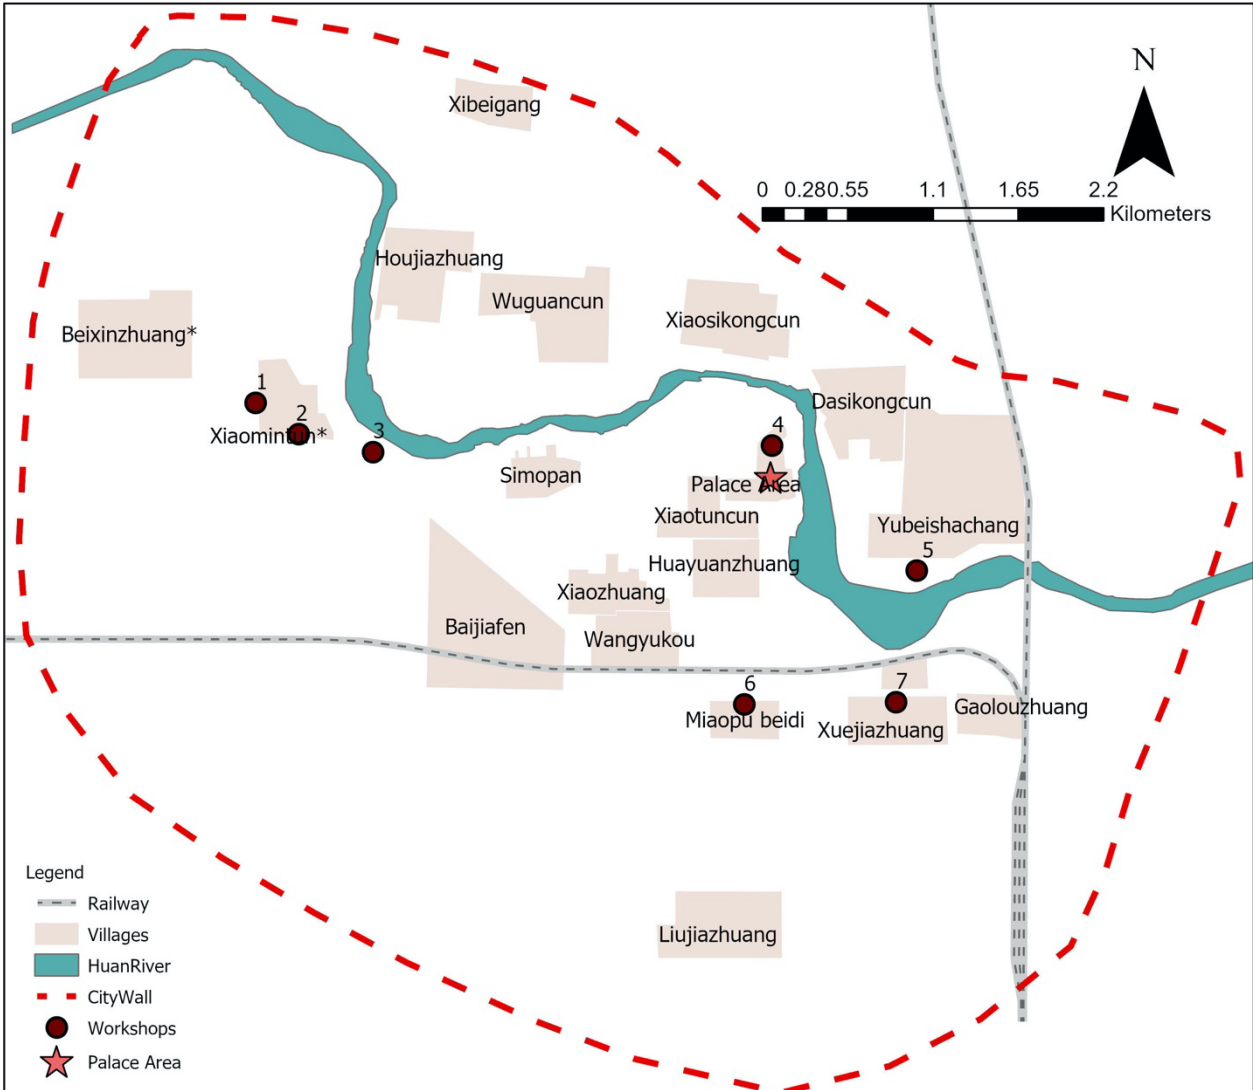 N
Xibeigang
0 0.28 0.55 1.1 1.65 2.2
Kilometers
Houjiazhuang
Wuguancun
Xiaosikongcun
Beixinzhuang*
1
2
3
Xiaomintun*
Dasikongcun
4
Simopan
Palace Area
Xiaotuncun
Yubeishachang
5
Huayuanzhuang
Xiaozhuang
Baijiafen
Wangyukou
6
7
Miaopu beidi
Xuejiazhuang
Gaolouzhuang
Liujiazhuang
Legend
Railway
Villages
HuanRiver
CityWall
Workshops
Palace Area